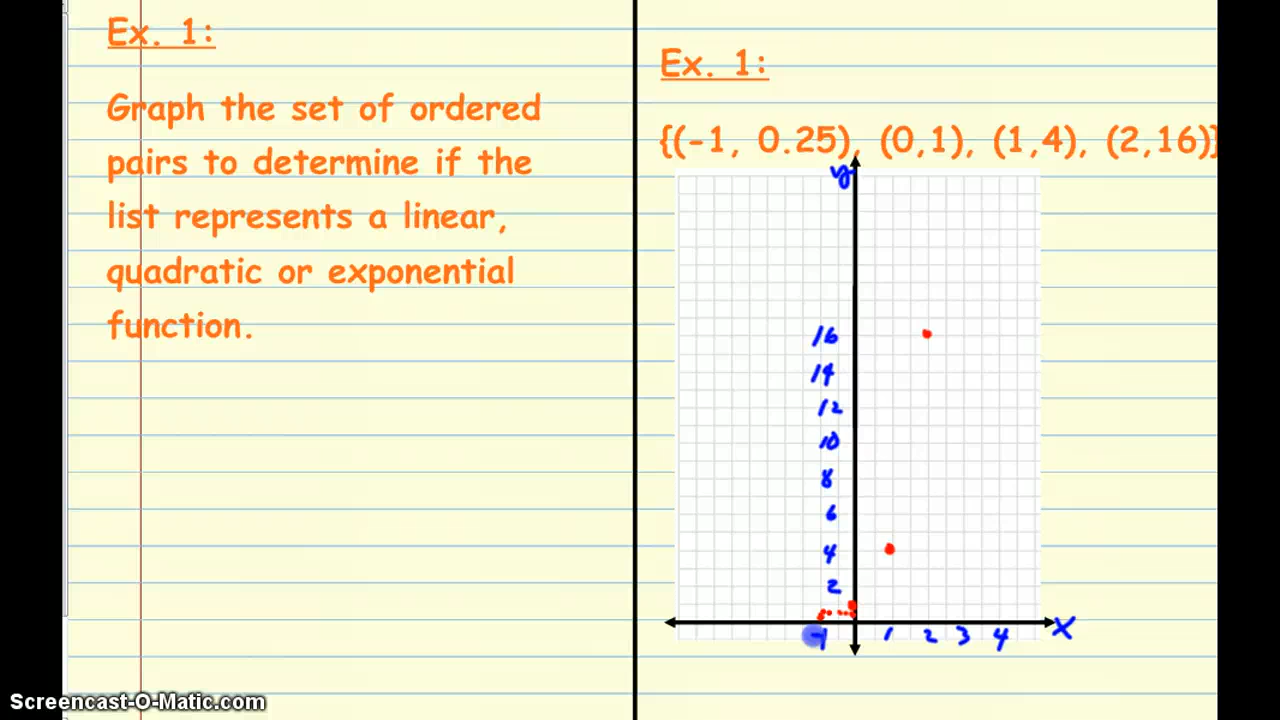 Ex. 1:
Graph the set of ordered
pairs to determine if the
list represents a linear,
quadratic or exponential
function.
Ex. 1:
{(-1, 0.25), (0,1), (1,4), (2,16)}
y
16
14
12
10
8
6
4
2
-1 1 2 3 4 x
Screencast-O-Matic.com